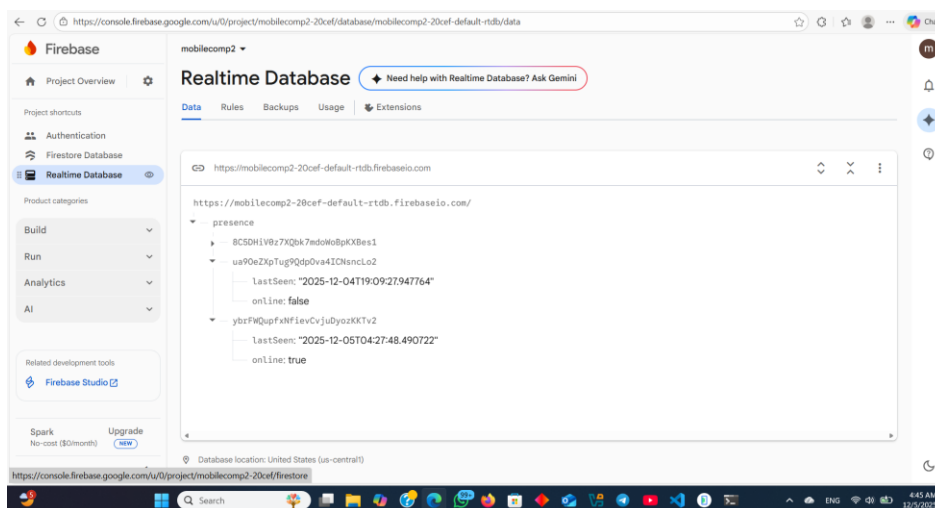 https://console.firebase.google.com/u/0/project/mobilecomp2-20cef/database/mobilecomp2-20cef-default-rtdb/data
Firebase
mobilecomp2
Project Overview
Realtime Database
Need help with Realtime Database? Ask Gemini
Data Rules Backups Usage Extensions
Project shortcuts
Authentication
Firestore Database
Realtime Database
Product categories
Build
Run
Analytics
AI
Related development tools
Firebase Studio
Spark
No-cost ($0/month)
Upgrade
NEW
https://mobilecomp2-20cef-default-rtdb.firebaseio.com
https://mobilecomp2-20cef-default-rtdb.firebaseio.com/
presence
8CSDHiV0z7XQbk7mdoWoBpKXBes1
ua9OeZXpTug9QdpOva4ICNsncLo2
lastSeen: "2025-12-04T19:09:27.947764"
online: false
ybrFWQupfxNfievCvjuDyozKKTv2
lastSeen: "2025-12-05T04:27:48.490722"
online: true
Database location: United States (us-central1)
https://console.firebase.google.com/u/0/project/mobilecomp2-20cef/firestore
Search
99+
ENG
4:45 AM